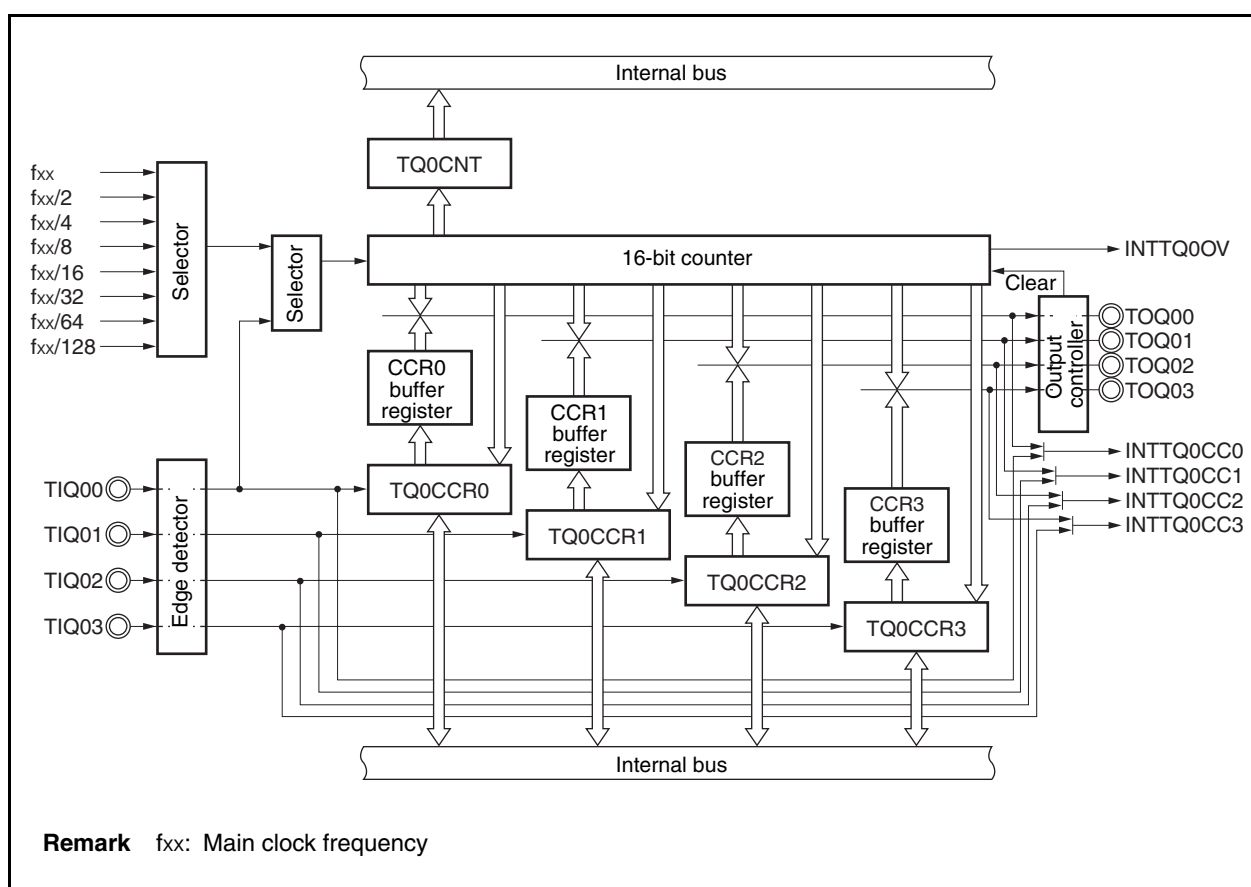 Internal bus
TQ0CNT
fxx
fxx/2
fxx/4
fxx/8
fxx/16
fxx/32
fxx/64
fxx/128
Selector
Selector
16-bit counter
INTTQ0OV
Clear
Output
controller
TOQ00
TOQ01
TOQ02
TOQ03
CCR0
buffer
register
CCR1
buffer
register
CCR2
buffer
register
CCR3
buffer
register
INTTQ0CC0
INTTQ0CC1
INTTQ0CC2
INTTQ0CC3
TIQ00
TIQ01
TIQ02
TIQ03
Edge detector
TQ0CCR0
TQ0CCR1
TQ0CCR2
TQ0CCR3
Internal bus
Remark fxx: Main clock frequency